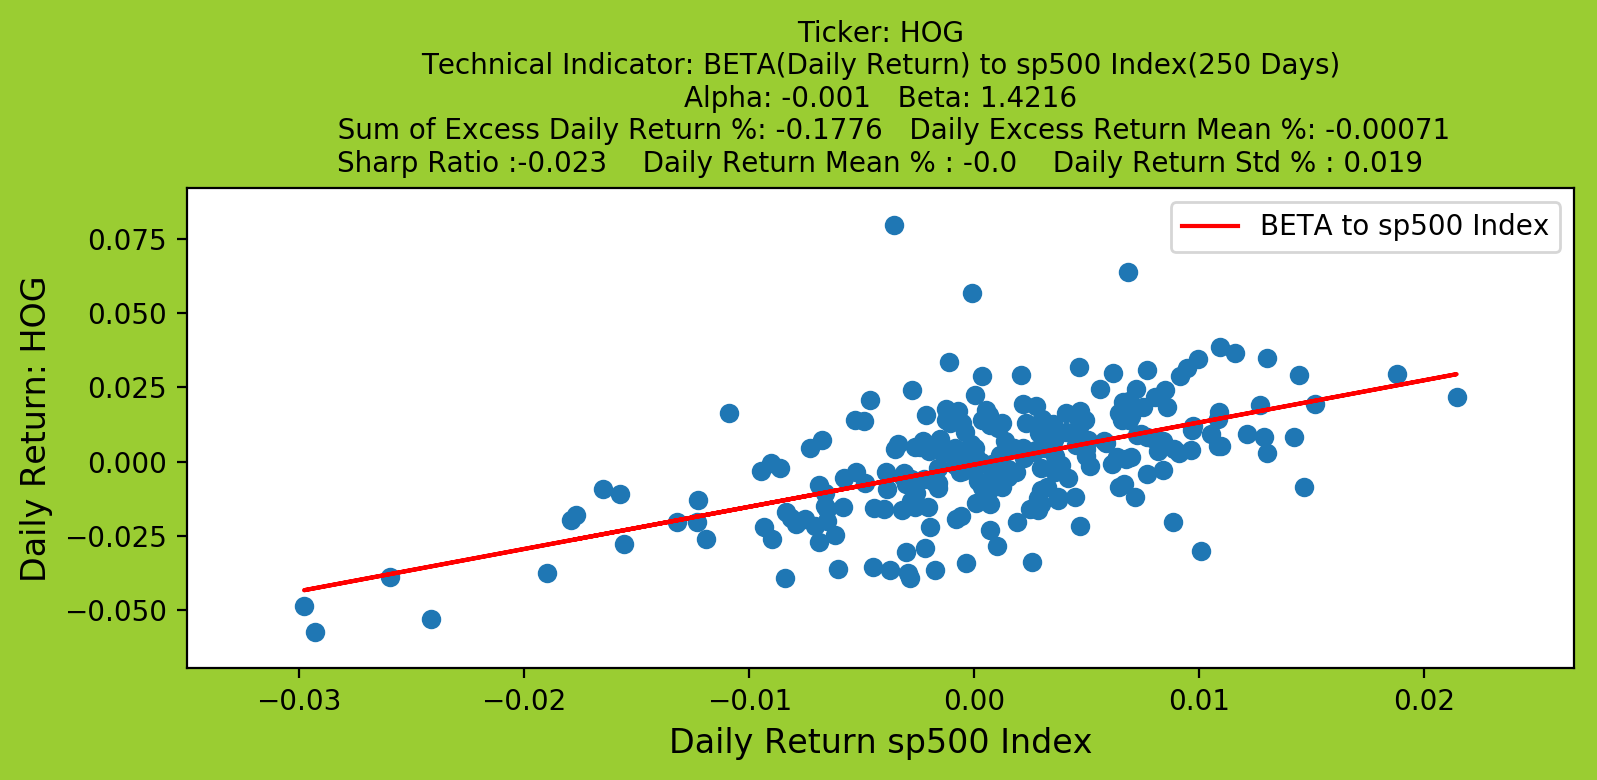 Ticker: HOG
Technical Indicator: BETA(Daily Return) to sp500 Index(250 Days)
Alpha: -0.001   Beta: 1.4216
Sum of Excess Daily Return %: -0.1776   Daily Excess Return Mean %: -0.00071
Sharp Ratio :-0.023    Daily Return Mean % : -0.0    Daily Return Std % : 0.019
BETA to sp500 Index
Daily Return: HOG
0.075
0.050
0.025
0.000
−0.025
−0.050
−0.03 −0.02 −0.01 0.00 0.01 0.02
Daily Return sp500 Index